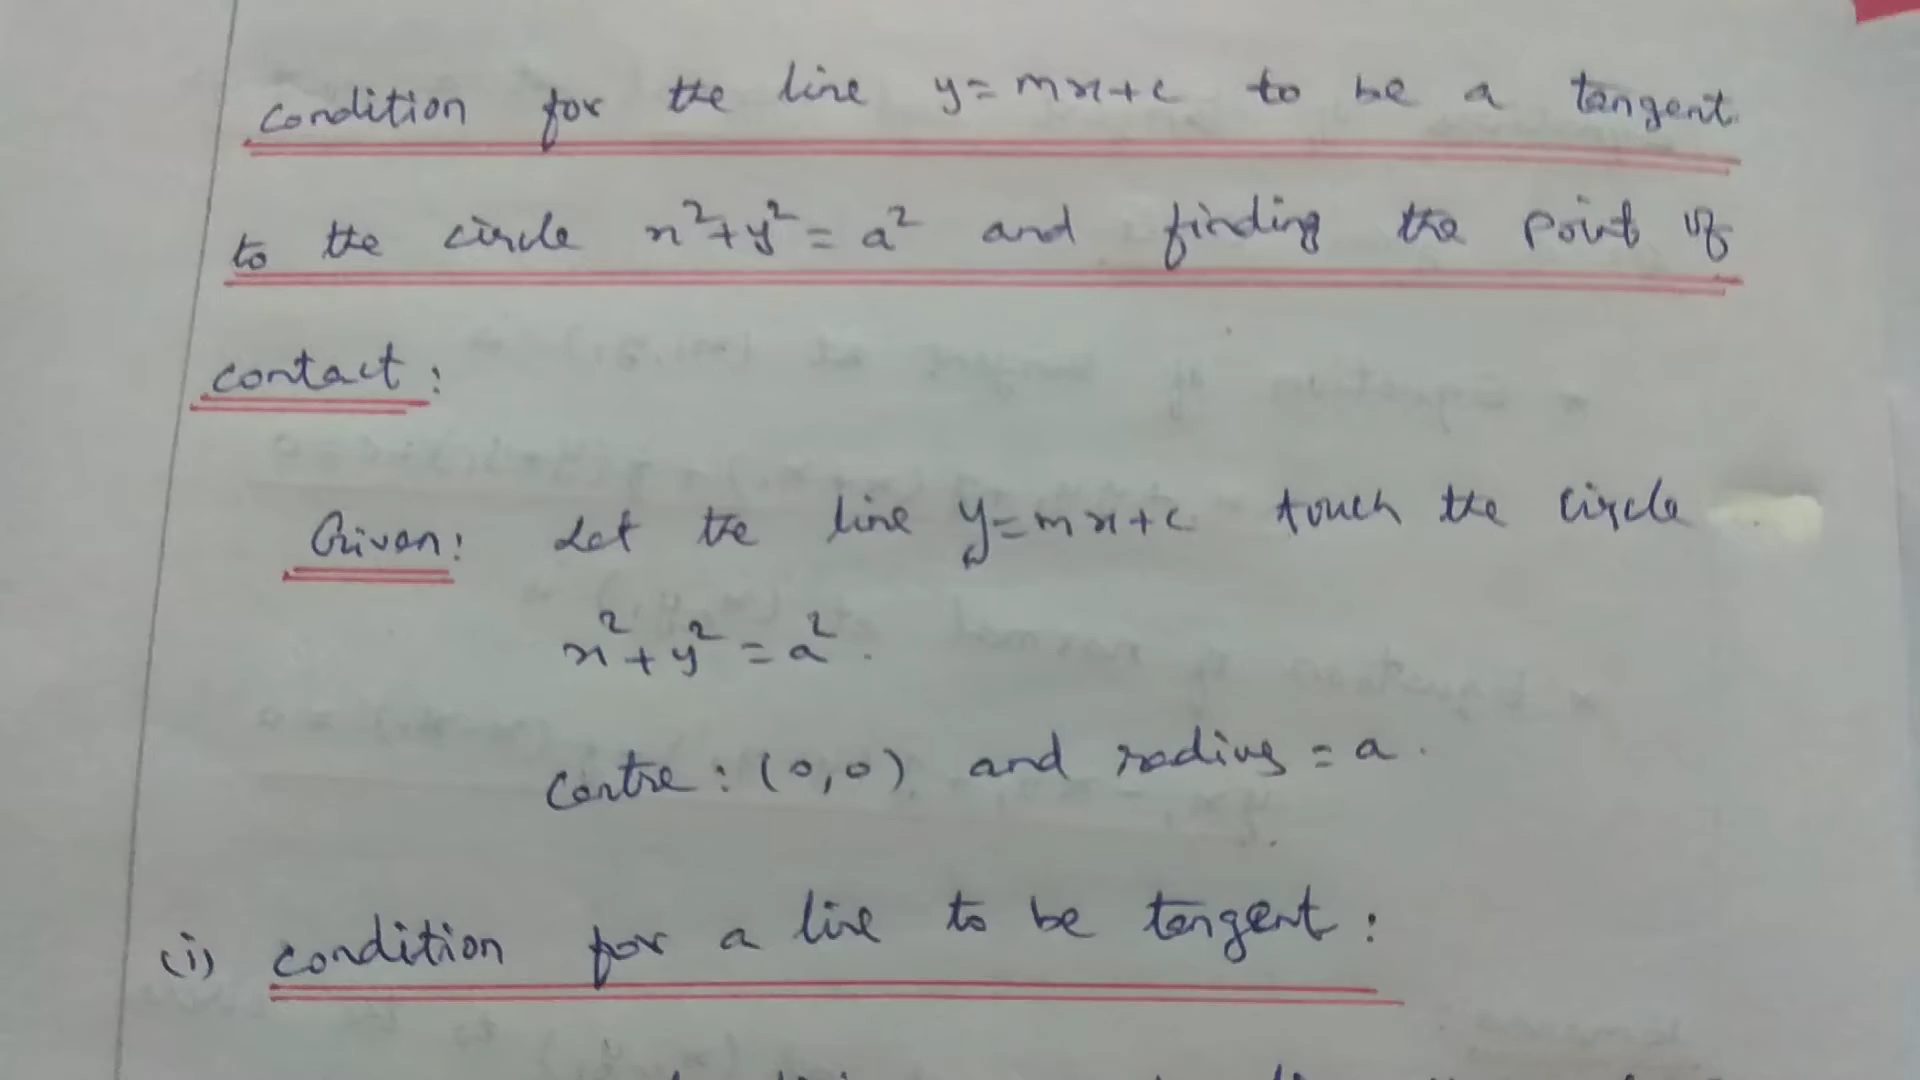 condition for the line y=mx+c to be a tangent
to the circle x²+y²=a² and finding the point of
contact:
Given: Let the line y=mx+c touch the circle
x²+y²=a².
Centre: (0,0) and radius = a.
(i) condition for a line to be tangent: